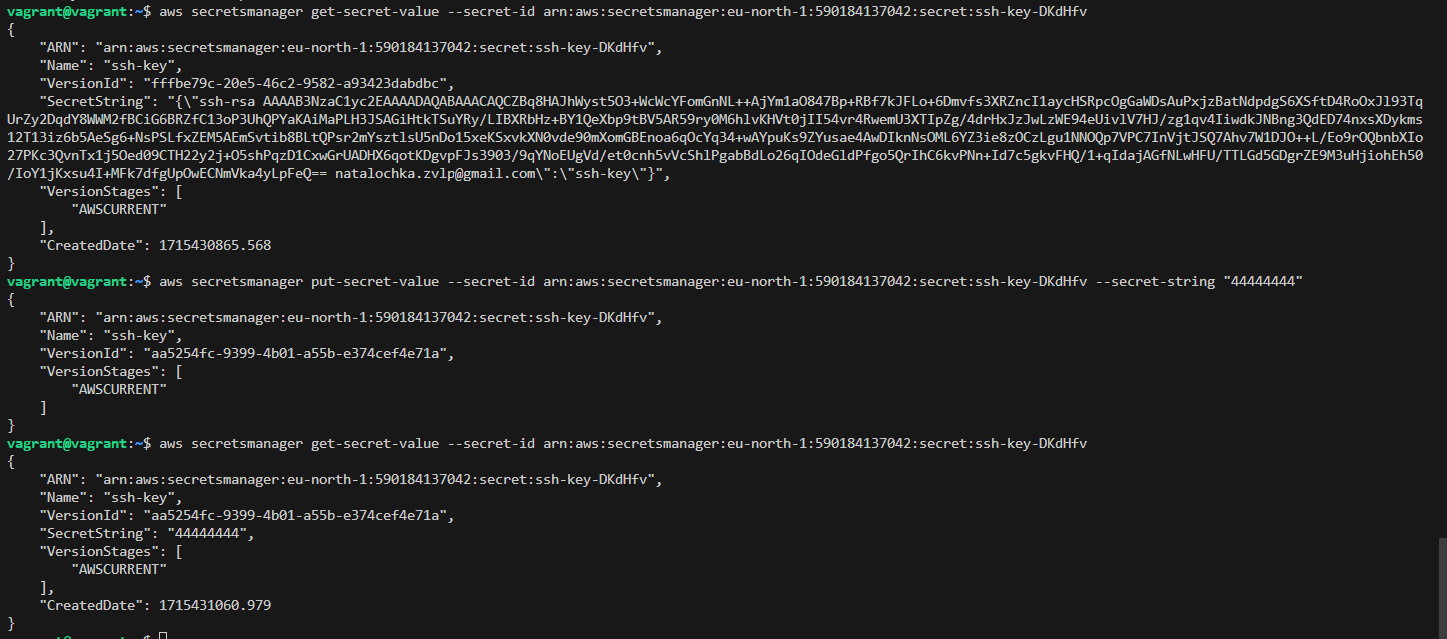 vagrant@vagrant:~$ aws secretsmanager get-secret-value --secret-id arn:aws:secretsmanager:eu-north-1:590184137042:secret:ssh-key-DKdHfv
{
    "ARN": "arn:aws:secretsmanager:eu-north-1:590184137042:secret:ssh-key-DKdHfv",
    "Name": "ssh-key",
    "VersionId": "fffbe79c-20e5-46c2-9582-a93423dabdbc",
    "SecretString": "{\"ssh-rsa AAAAB3NzaC1yc2EAAAADAQABAAACAQCZBq8HAJhWyst5O3+WcWcYFomGnNL++AjYm1aO847Bp+RBf7kJFLo+6Dmvfs3XRZncI1aycHSRpcOgGaWDsAuPxjzBatNdpdgS6XSftD4RoOxJl93Tq
UrZy2DqdY8WWM2fBCiG6BRZfC13oP3UhQPYaKAiMaPLH3JSAGiHtkTSuYRy/LIBXRbHz+BY1QeXbp9tBV5AR59ry0M6hlvKHVt0jII54vr4RwemU3XTIpZg/4drHxJzJwLzWE94eUivlV7HJ/zg1qv4IiwdkJNBng3QdED74nxsXDykms
12T13iz6b5AeSg6+NsPSLfxZEM5AEmSvtib8BLtQPsr2mYsztlsU5nDo15xeKSxvkXN0vde90mXomGBEnoa6qOcYq34+wAYpuKs9ZYusae4AwDIknNsOML6YZ3ie8zOCzLgu1NNOQp7VPC7InVjtJSQ7Ahv7W1DJO++L/Eo9rOQbnbXIo
27PKc3QvnTx1j5Oed09CTH22y2j+O5shPqzD1CxwGrUADHX6qotKDgvpFJs3903/9qYNoEUgVd/et0cnh5vVcShlPgabBdLo26qIOdeGldPfgo5QrIhC6kvPNn+Id7c5gkvFHQ/1+qIdajAGfNLwHFU/TTLGd5GDgrZE9M3uHjiohEh50
/IoY1jKxsu4I+MFk7dfgUpOwECNmVka4yLpFeQ== natalochka.zvlp@gmail.com\":\"ssh-key\"}",
    "VersionStages": [
        "AWSCURRENT"
    ],
    "CreatedDate": 1715430865.568
}
vagrant@vagrant:~$ aws secretsmanager put-secret-value --secret-id arn:aws:secretsmanager:eu-north-1:590184137042:secret:ssh-key-DKdHfv --secret-string "44444444"
{
    "ARN": "arn:aws:secretsmanager:eu-north-1:590184137042:secret:ssh-key-DKdHfv",
    "Name": "ssh-key",
    "VersionId": "aa5254fc-9399-4b01-a55b-e374cef4e71a",
    "VersionStages": [
        "AWSCURRENT"
    ]
}
vagrant@vagrant:~$ aws secretsmanager get-secret-value --secret-id arn:aws:secretsmanager:eu-north-1:590184137042:secret:ssh-key-DKdHfv
{
    "ARN": "arn:aws:secretsmanager:eu-north-1:590184137042:secret:ssh-key-DKdHfv",
    "Name": "ssh-key",
    "VersionId": "aa5254fc-9399-4b01-a55b-e374cef4e71a",
    "SecretString": "44444444",
    "VersionStages": [
        "AWSCURRENT"
    ],
    "CreatedDate": 1715431060.979
}